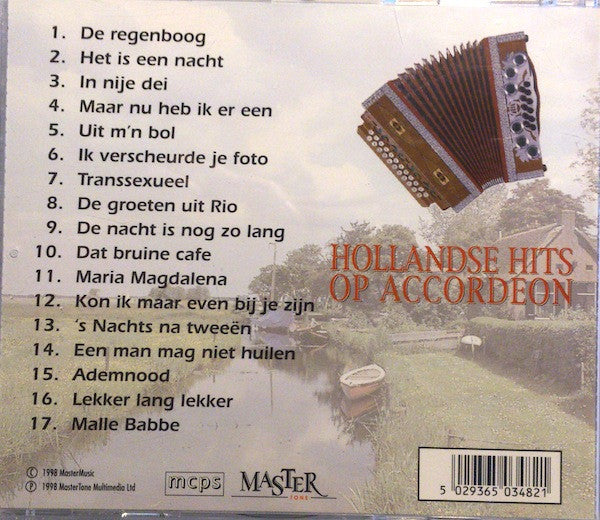 1. De regenboog
2. Het is een nacht
3. In nije dei
4. Maar nu heb ik er een
5. Uit m'n bol
6. Ik verscheurde je foto
7. Transsexueel
8. De groeten uit Rio
9. De nacht is nog zo lang
10. Dat bruine cafe
11. Maria Magdalena
12. Kon ik maar even bij je zijn
13. 's Nachts na tweeën
14. Een man mag niet huilen
15. Ademnood
16. Lekker lang lekker
17. Malle Babbe
HOLLANDSE HITS
OP ACCORDEON
© 1998 MasterMusic
℗ 1998 MasterTone Multimedia Ltd
mcps
MASTER
TONE
5 029365 034821